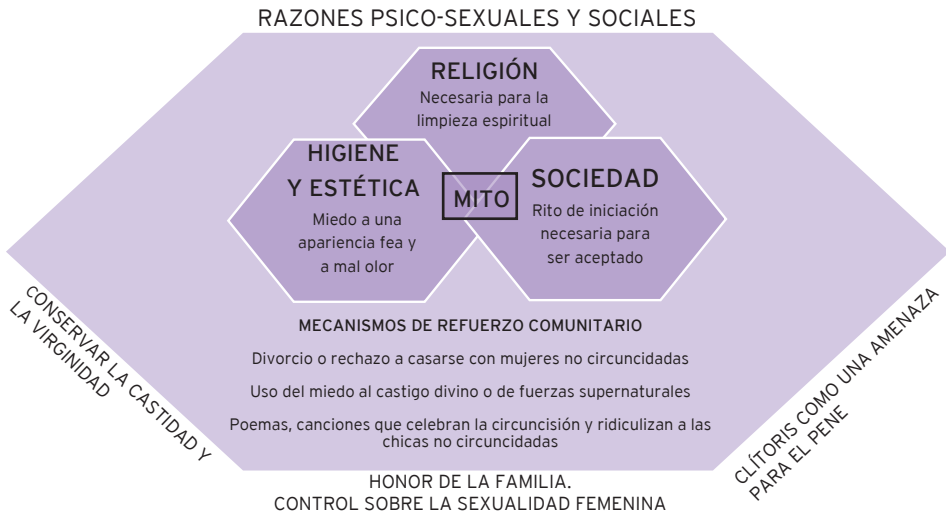 RAZONES PSICO-SEXUALES Y SOCIALES
RELIGIÓN
Necesaria para la
limpieza espiritual
HIGIENE
Y ESTÉTICA
Miedo a una
apariencia fea y
a mal olor
MITO
SOCIEDAD
Rito de iniciación
necesaria para
ser aceptado
MECANISMOS DE REFUERZO COMUNITARIO
Divorcio o rechazo a casarse con mujeres no circuncidadas
Uso del miedo al castigo divino o de fuerzas supernaturales
Poemas, canciones que celebran la circuncisión y ridiculizan a las
chicas no circuncidadas
CONSERVAR LA CASTIDAD Y
LA VIRGINIDAD
HONOR DE LA FAMILIA.
CONTROL SOBRE LA SEXUALIDAD FEMENINA
CLÍTORIS COMO UNA AMENAZA
PARA EL PENE